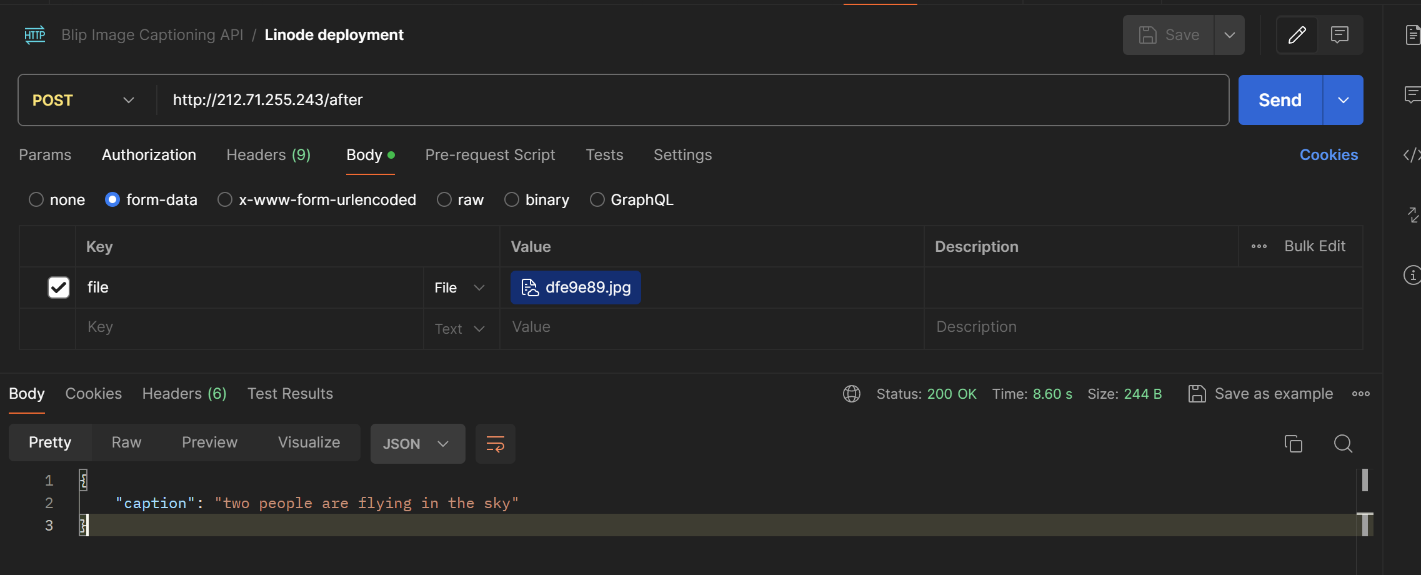 HTTP Blip Image Captioning API / Linode deployment Save
POST http://212.71.255.243/after Send
Params Authorization Headers (9) Body Pre-request Script Tests Settings Cookies
none form-data x-www-form-urlencoded raw binary GraphQL
Key Value Description Bulk Edit
file File dfe9e89.jpg
Key Text Value Description
Body Cookies Headers (6) Test Results Status: 200 OK Time: 8.60 s Size: 244 B Save as example
Pretty Raw Preview Visualize JSON
1 {
2 "caption": "two people are flying in the sky"
3 }